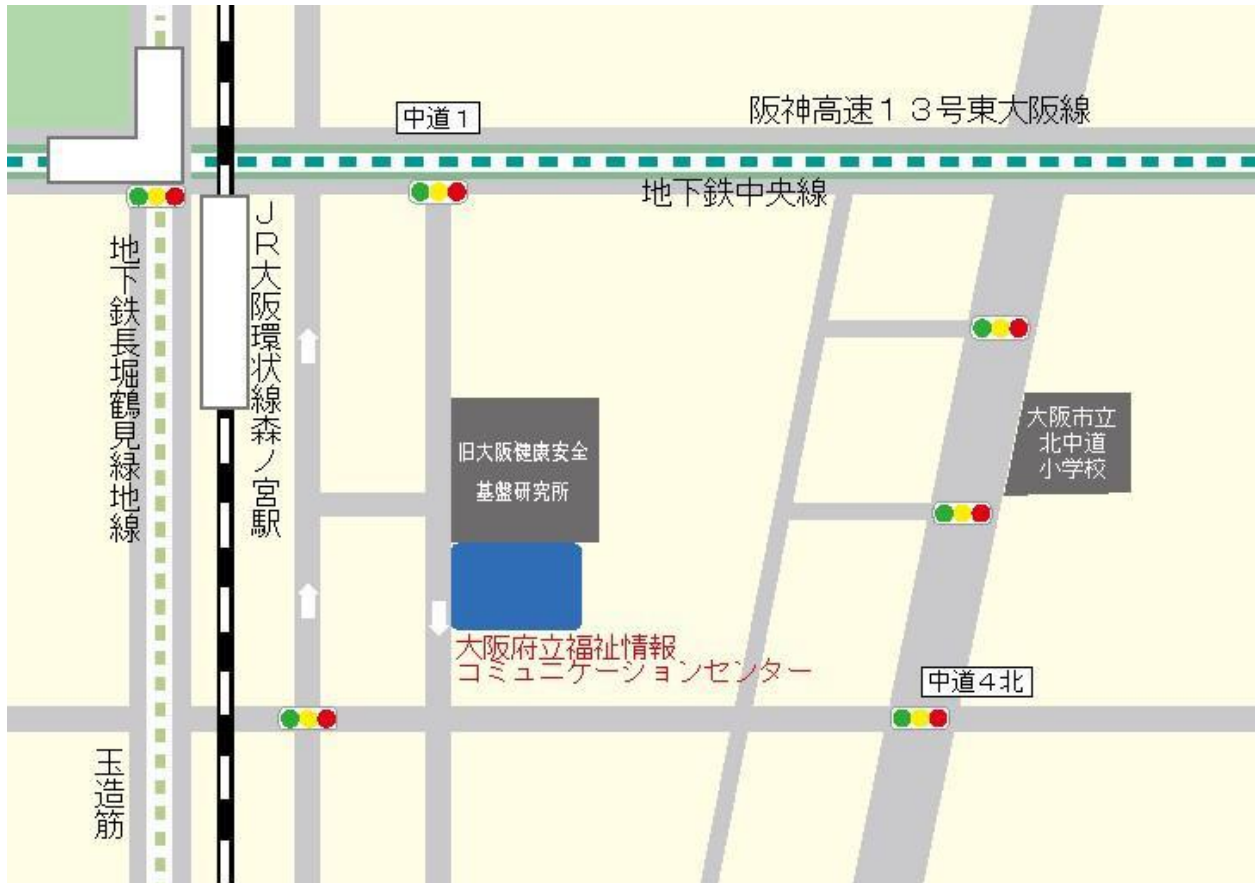 中道１
阪神高速１３号東大阪線
地下鉄中央線
地下鉄長堀鶴見緑地線
ＪＲ大阪環状線森ノ宮駅
旧大阪健康安全
基盤研究所
大阪市立
北中道
小学校
大阪府立福祉情報
コミュニケーションセンター
中道４北
玉造筋